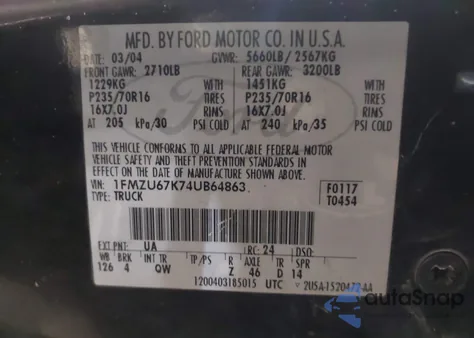 MFD. BY FORD MOTOR CO. IN U.S.A.
DATE: 03/04 GVWR: 5660LB/ 2567KG
FRONT GAWR: 2710LB REAR GAWR: 3200LB
1229KG WITH 1451KG WITH
P235/70R16 TIRES P235/70R16 TIRES
16X7.0J RIMS 16X7.0J RIMS
AT 205 kPa/30 PSI COLD AT 240 kPa/35 PSI COLD
THIS VEHICLE CONFORMS TO ALL APPLICABLE FEDERAL MOTOR
VEHICLE SAFETY AND THEFT PREVENTION STANDARDS IN
EFFECT ON THE DATE OF MANUFACTURE SHOWN ABOVE.
VIN: 1FMZU67K74UB64863 F0117
TYPE: TRUCK T0454
EXT PNT: UA RC: 24 DSO:
WB BRK INT TR TP/PS R AXLE TR SPR
126 4 QW Z 46 D 14
1200403185015 UTC
autoSnap